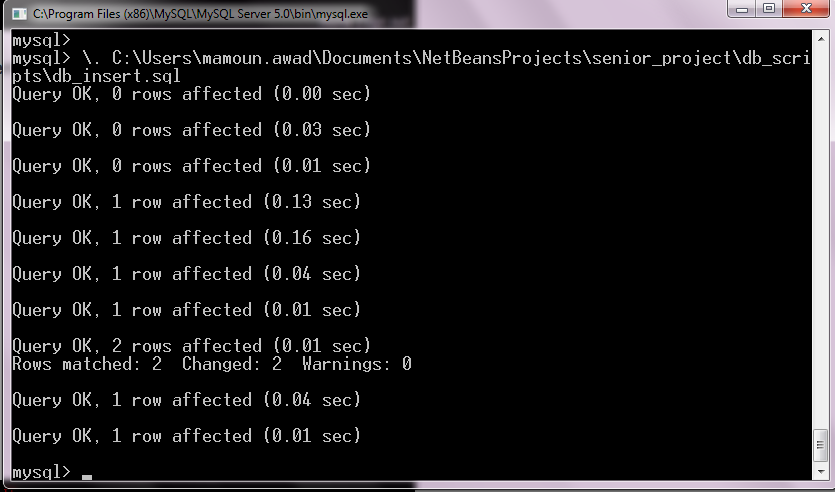 C:\Program Files (x86)\MySQL\MySQL Server 5.0\bin\mysql.exe
mysql>
mysql> \. C:\Users\mamoun.awad\Documents\NetBeansProjects\senior_project\db_scri
pts\db_insert.sql
Query OK, 0 rows affected (0.00 sec)
Query OK, 0 rows affected (0.03 sec)
Query OK, 0 rows affected (0.01 sec)
Query OK, 1 row affected (0.13 sec)
Query OK, 1 row affected (0.16 sec)
Query OK, 1 row affected (0.04 sec)
Query OK, 1 row affected (0.01 sec)
Query OK, 2 rows affected (0.01 sec)
Rows matched: 2  Changed: 2  Warnings: 0
Query OK, 1 row affected (0.04 sec)
Query OK, 1 row affected (0.01 sec)
mysql> _